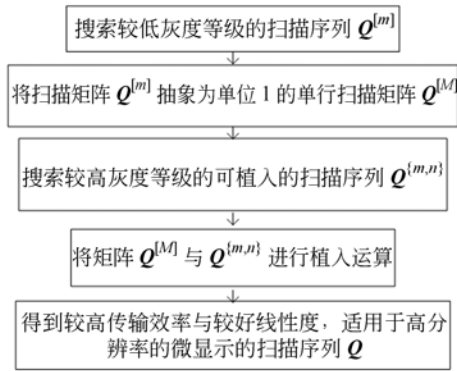 搜索较低灰度等级的扫描序列 Q^[m]
将扫描矩阵 Q^[m] 抽象为单位 1 的单行扫描矩阵 Q^[M]
搜索较高灰度等级的可植入的扫描序列 Q^{m,n}
将矩阵 Q^[M] 与 Q^{m,n} 进行植入运算
得到较高传输效率与较好线性度，适用于高分
辨率的微显示的扫描序列 Q